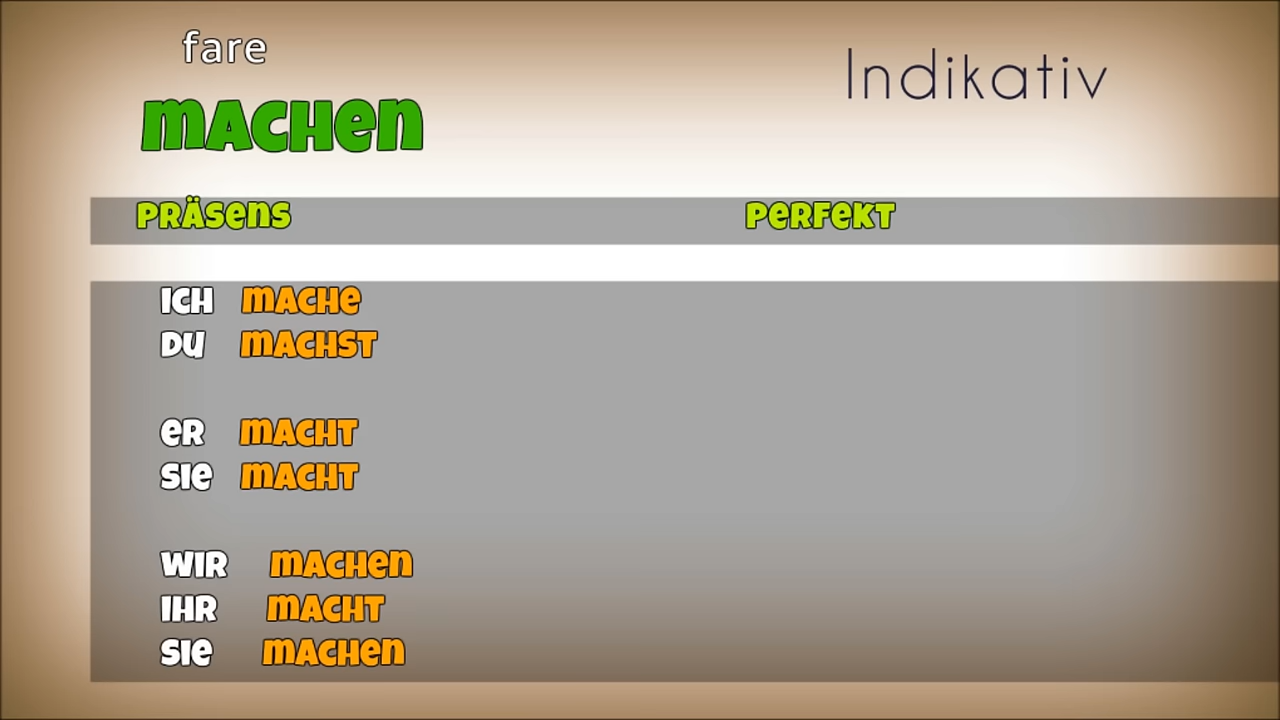 fare
Indikativ
machen
Präsens
Perfekt
ich mache
du machst
er macht
sie macht
wir machen
ihr macht
sie machen